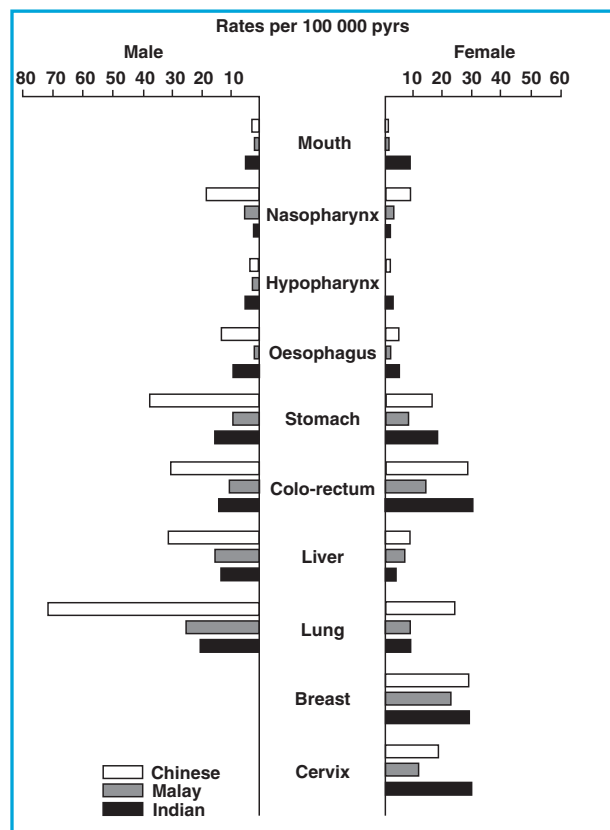 Rates per 100 000 pyrs
Male Female
80 70 60 50 40 30 20 10 10 20 30 40 50 60
Mouth
Nasopharynx
Hypopharynx
Oesophagus
Stomach
Colo-rectum
Liver
Lung
Breast
Cervix
Chinese
Malay
Indian